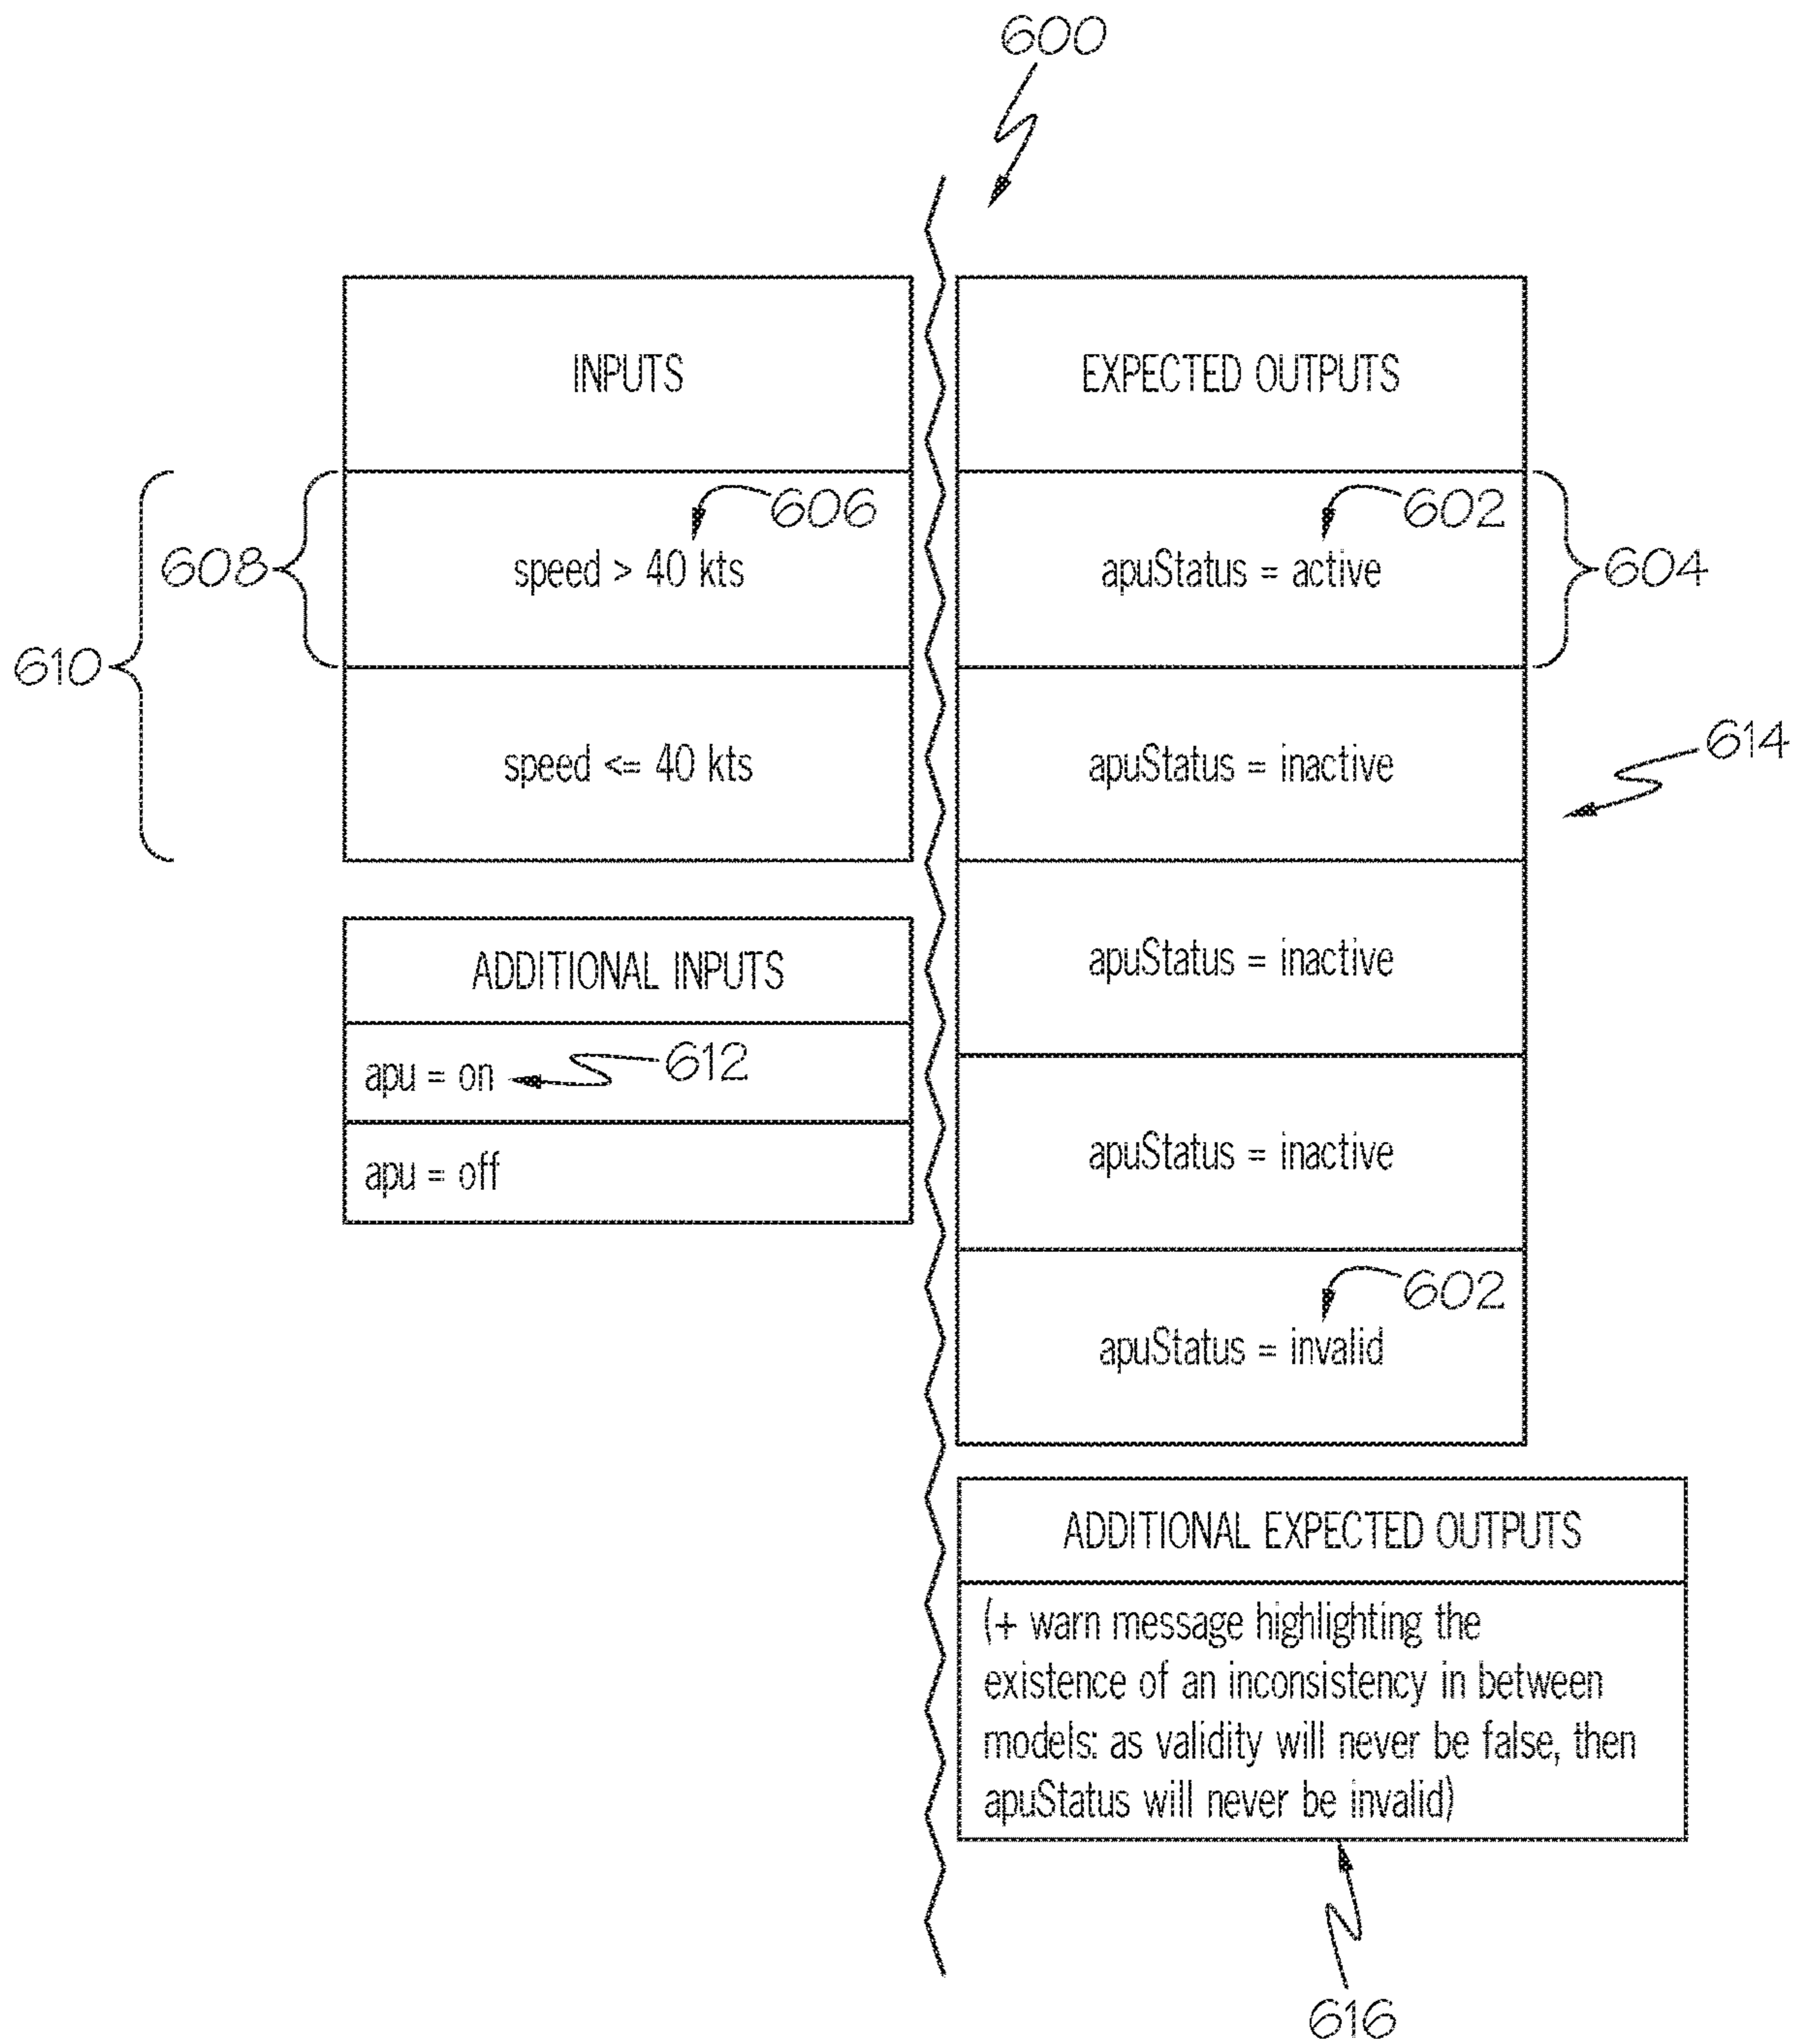 600
INPUTS
606
608
speed > 40 kts
610
speed <= 40 kts
ADDITIONAL INPUTS
apu = on
612
apu = off
EXPECTED OUTPUTS
602
apuStatus = active
604
apuStatus = inactive
614
apuStatus = inactive
apuStatus = inactive
602
apuStatus = invalid
ADDITIONAL EXPECTED OUTPUTS
(+ warn message highlighting the
existence of an inconsistency in between
models: as validity will never be false, then
apuStatus will never be invalid)
616